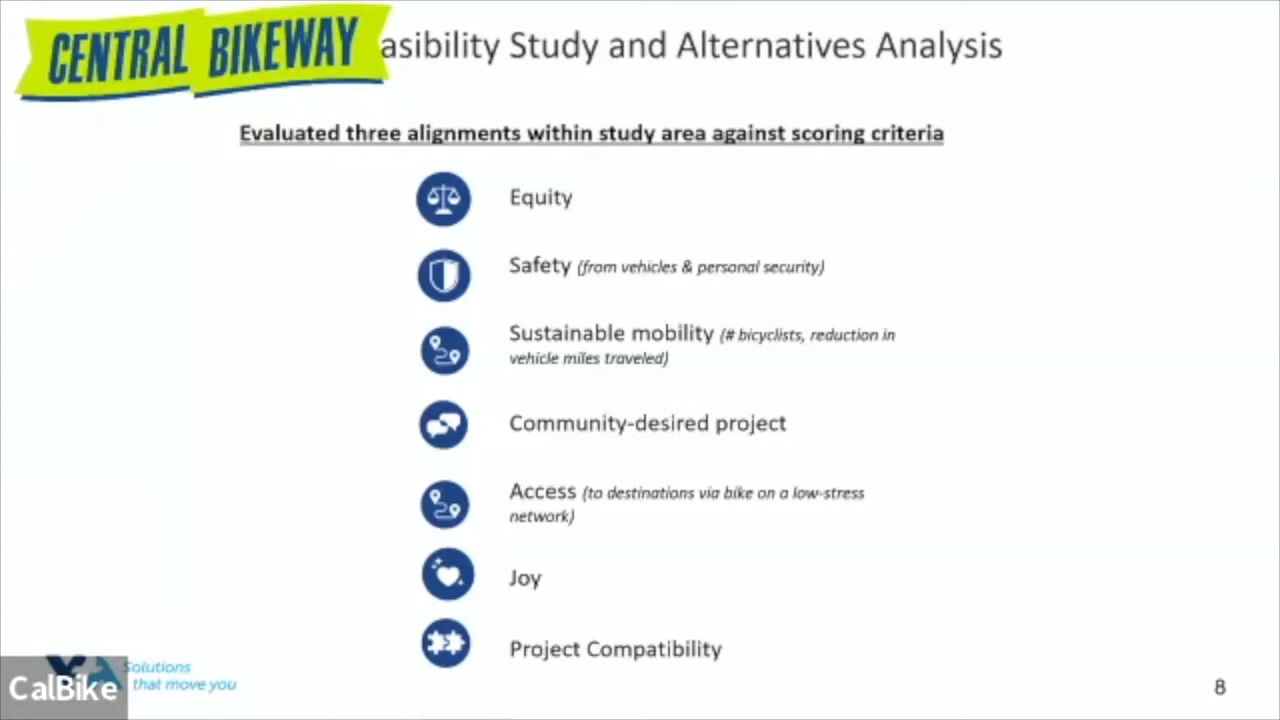 CENTRAL BIKEWAY
asibility Study and Alternatives Analysis
Evaluated three alignments within study area against scoring criteria
Equity
Safety (from vehicles & personal security)
Sustainable mobility (# bicyclists, reduction in
vehicle miles traveled)
Community-desired project
Access (to destinations via bike on a low-stress
network)
Joy
Project Compatibility
Solutions
that move you
CalBike
8